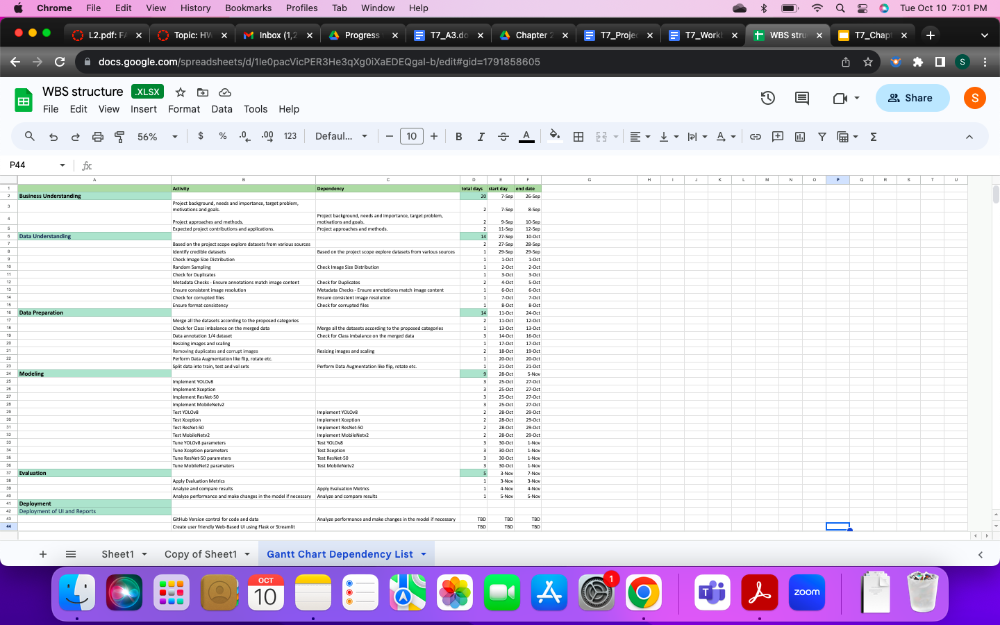 Chrome File Edit View History Bookmarks Profiles Tab Window Help Tue Oct 10 7:01 PM
L2.pdf: FA Topic: HW Inbox (1,2 Progress T7_A3.do Chapter 2 T7_Projec T7_Workb WBS stru T7_Chapt
docs.google.com/spreadsheets/d/1Ie0pacVicPER3He3qXg0iXaEDEQgaI-b/edit#gid=1791858605 S
WBS structure .XLSX Share S
File Edit View Insert Format Data Tools Help
56% $ % .0 .00 123 Defaul... 10 B I A
P44 fx
A B C D E F G H I J K L M N O P Q R S T U
1 Activity Dependency total days start day end date
2 Business Understanding 20 7-Sep 26-Sep
Project background, needs and importance, target problem,
3 motivations and goals. 2 7-Sep 8-Sep
Project background, needs and importance, target problem,
4 Project approaches and methods. motivations and goals. 2 9-Sep 10-Sep
5 Expected project contributions and applications. Project approaches and methods. 2 11-Sep 12-Sep
6 Data Understanding 14 27-Sep 10-Oct
7 Based on the project scope explore datasets from various sources 2 27-Sep 28-Sep
8 Identify credible datasets Based on the project scope explore datasets from various sources 1 29-Sep 29-Sep
9 Check Image Size Distribution 1 1-Oct 1-Oct
10 Random Sampling Check Image Size Distribution 1 2-Oct 2-Oct
11 Check for Duplicates 1 3-Oct 3-Oct
12 Metadata Checks - Ensure annotations match image content Check for Duplicates 2 4-Oct 5-Oct
13 Ensure consistent image resolution Metadata Checks - Ensure annotations match image content 1 6-Oct 6-Oct
14 Check for corrupted files Ensure consistent image resolution 1 7-Oct 7-Oct
15 Ensure format consistency Check for corrupted files 1 8-Oct 8-Oct
16 Data Preparation 14 11-Oct 24-Oct
17 Merge all the datasets according to the proposed categories 2 11-Oct 12-Oct
18 Check for Class imbalance on the merged data Merge all the datasets according to the proposed categories 1 13-Oct 13-Oct
19 Data annotation 1/4 dataset Check for Class imbalance on the merged data 3 14-Oct 16-Oct
20 Resizing images and scaling 1 17-Oct 17-Oct
21 Removing duplicates and corrupt images Resizing images and scaling 2 18-Oct 19-Oct
22 Perform Data Augmentation like flip, rotate etc. 1 20-Oct 20-Oct
23 Split data into train, test and val sets Perform Data Augmentation like flip, rotate etc. 1 21-Oct 21-Oct
24 Modeling 9 28-Oct 5-Nov
25 Implement YOLOv8 3 25-Oct 27-Oct
26 Implement Xception 3 25-Oct 27-Oct
27 Implement ResNet-50 3 25-Oct 27-Oct
28 Implement MobileNetv2 3 25-Oct 27-Oct
29 Test YOLOv8 Implement YOLOv8 2 28-Oct 29-Oct
30 Test Xception Implement Xception 2 28-Oct 29-Oct
31 Test ResNet-50 Implement ResNet-50 2 28-Oct 29-Oct
32 Test MobileNetv2 Implement MobileNetv2 2 28-Oct 29-Oct
33 Tune YOLOv8 parameters Test YOLOv8 3 30-Oct 1-Nov
34 Tune Xception parameters Test Xception 3 30-Oct 1-Nov
35 Tune ResNet-50 parameters Test ResNet-50 3 30-Oct 1-Nov
36 Tune MobileNet2 paramaters Test MobileNetv2 3 30-Oct 1-Nov
37 Evaluation 5 3-Nov 7-Nov
38 Apply Evaluation Metrics 1 3-Nov 3-Nov
39 Analyze and compare results Apply Evaluation Metrics 1 4-Nov 4-Nov
40 Analyze performance and make changes in the model if necessary Analyze and compare results 1 5-Nov 5-Nov
41 Deployment
42 Deployment of UI and Reports
43 GitHub Version control for code and data Analyze performance and make changes in the model if necessary TBD TBD TBD
44 Create user friendly Web-Based UI using Flask or Streamlit TBD TBD TBD
Sheet1 Copy of Sheet1 Gantt Chart Dependency List
OCT 1
10 zoom